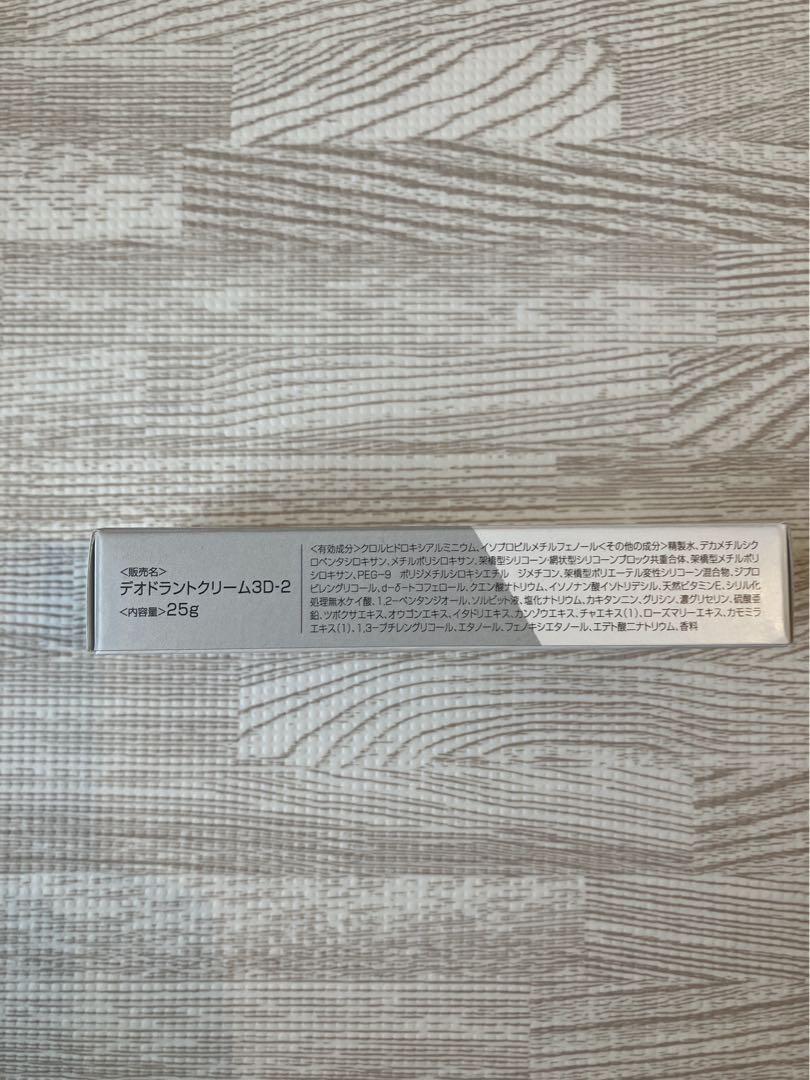 <販売名>
デオドラントクリーム3D-2
<内容量>25g
<有効成分>クロルヒドロキシアルミニウム、イソプロピルメチルフェノール<その他の成分>精製水、デカメチルシク
ロペンタシロキサン、メチルポリシロキサン、架橋型シリコーン・網状型シリコーンブロック共重合体、架橋型メチルポリ
シロキサン、PEG-9 ポリジメチルシロキシエチル ジメチコン、架橋型ポリエーテル変性シリコーン混合物、ジプロ
ピレングリコール、d-δ-トコフェロール、クエン酸ナトリウム、イソノナン酸イソトリデシル、天然ビタミンE、シリル化
処理無水ケイ酸、1,2-ペンタンジオール、ソルビット液、塩化ナトリウム、カキタンニン、グリシン、濃グリセリン、硫酸亜
鉛、ツボクサエキス、オウゴンエキス、イタドリエキス、カンゾウエキス、チャエキス(1)、ローズマリーエキス、カモミラ
エキス(1)、1,3-ブチレングリコール、エタノール、フェノキシエタノール、エデト酸二ナトリウム、香料